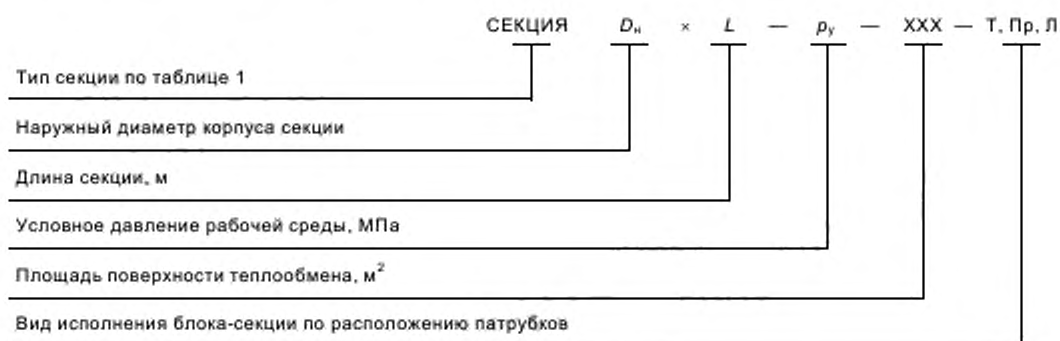 СЕКЦИЯ Dн × L — pу — XXX — Т, Пр, Л
Тип секции по таблице 1
Наружный диаметр корпуса секции
Длина секции, м
Условное давление рабочей среды, МПа
Площадь поверхности теплообмена, м²
Вид исполнения блока-секции по расположению патрубков